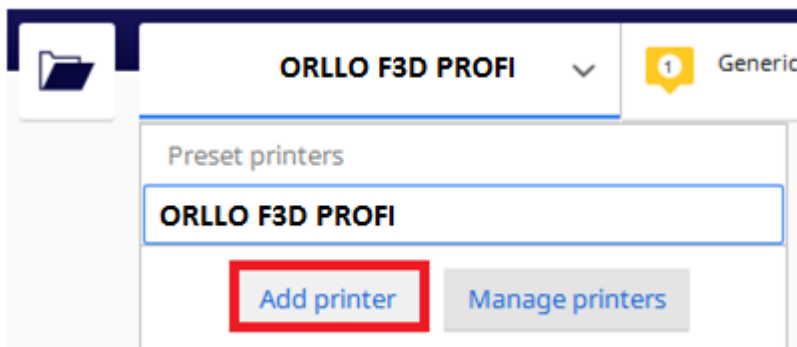 ORLLO F3D PROFI
1
Generic
Preset printers
ORLLO F3D PROFI
Add printer
Manage printers